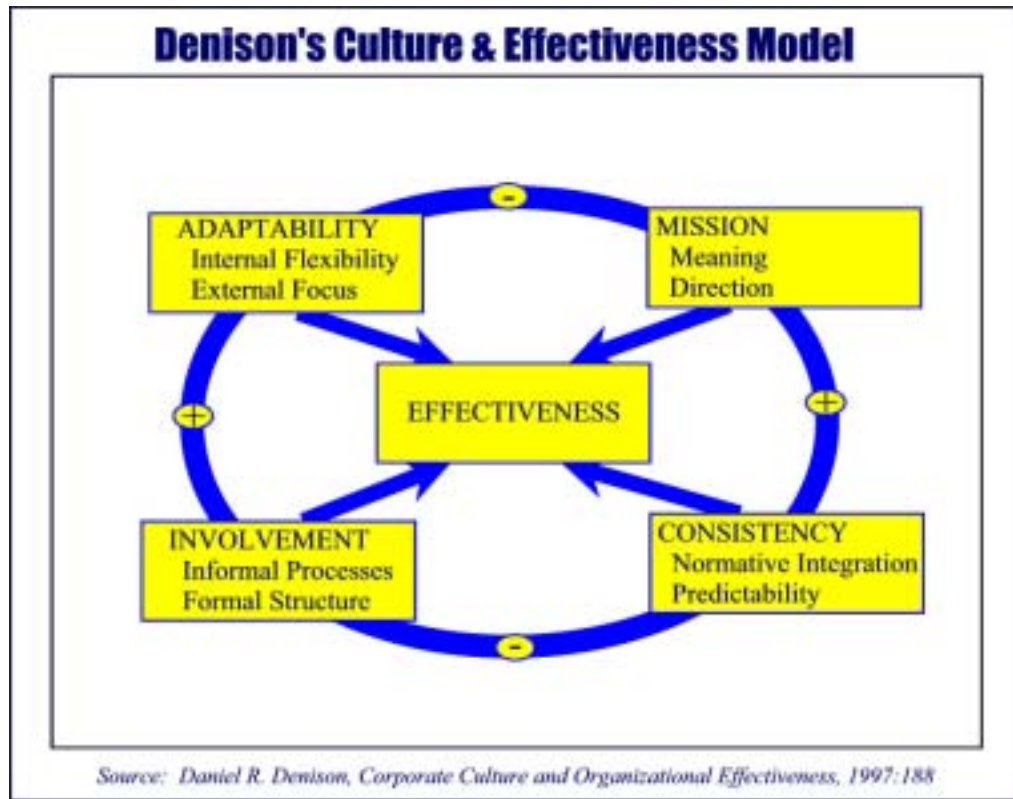 Denison's Culture & Effectiveness Model
-
ADAPTABILITY
Internal Flexibility
External Focus
MISSION
Meaning
Direction
+
EFFECTIVENESS
+
INVOLVEMENT
Informal Processes
Formal Structure
CONSISTENCY
Normative Integration
Predictability
-
Source: Daniel R. Denison, Corporate Culture and Organizational Effectiveness, 1997:188